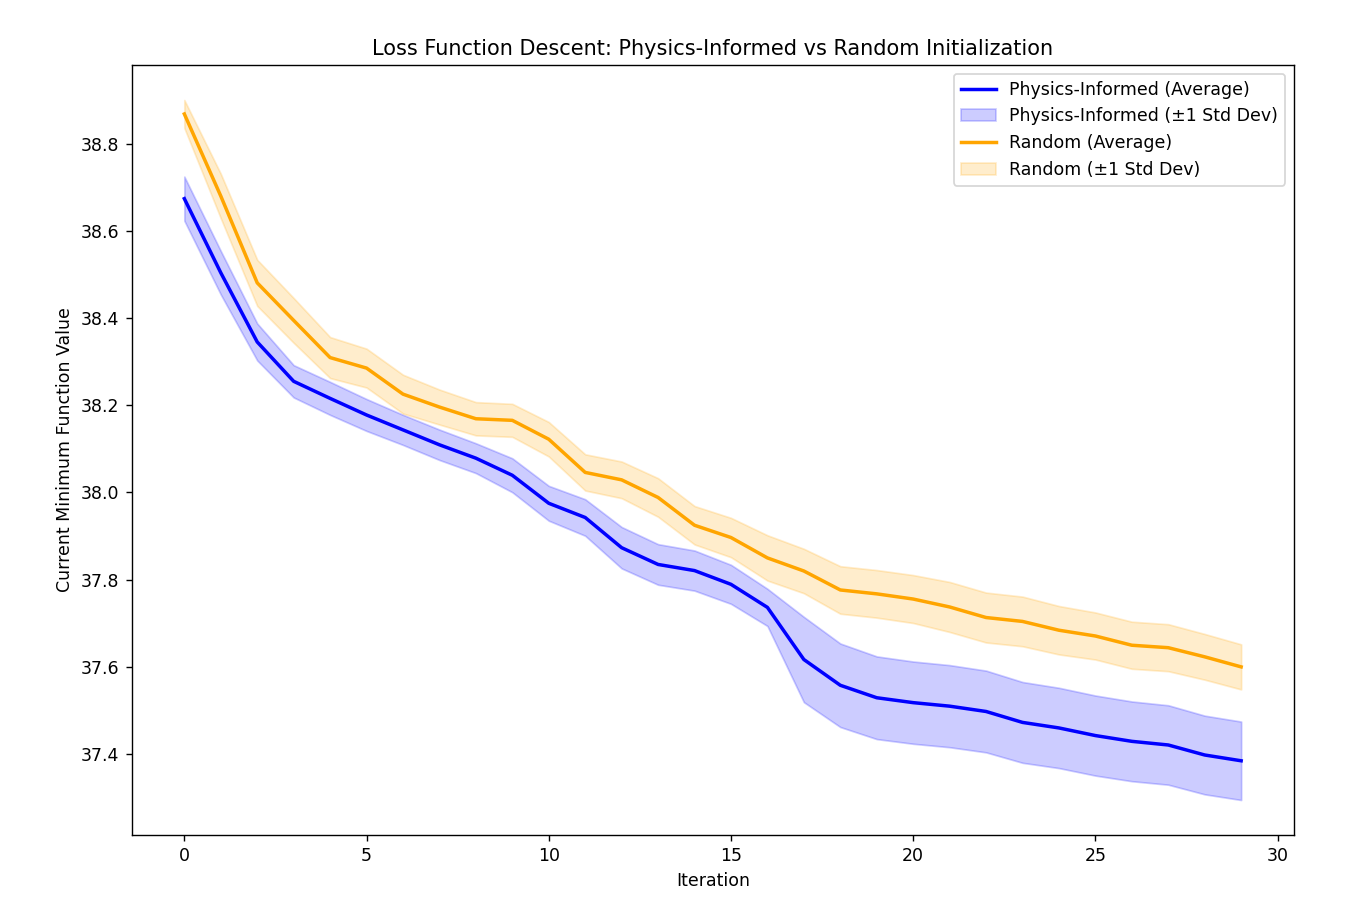 Loss Function Descent: Physics-Informed vs Random Initialization
Physics-Informed (Average)
Physics-Informed (±1 Std Dev)
Random (Average)
Random (±1 Std Dev)
Current Minimum Function Value
38.8
38.6
38.4
38.2
38.0
37.8
37.6
37.4
0 5 10 15 20 25 30
Iteration